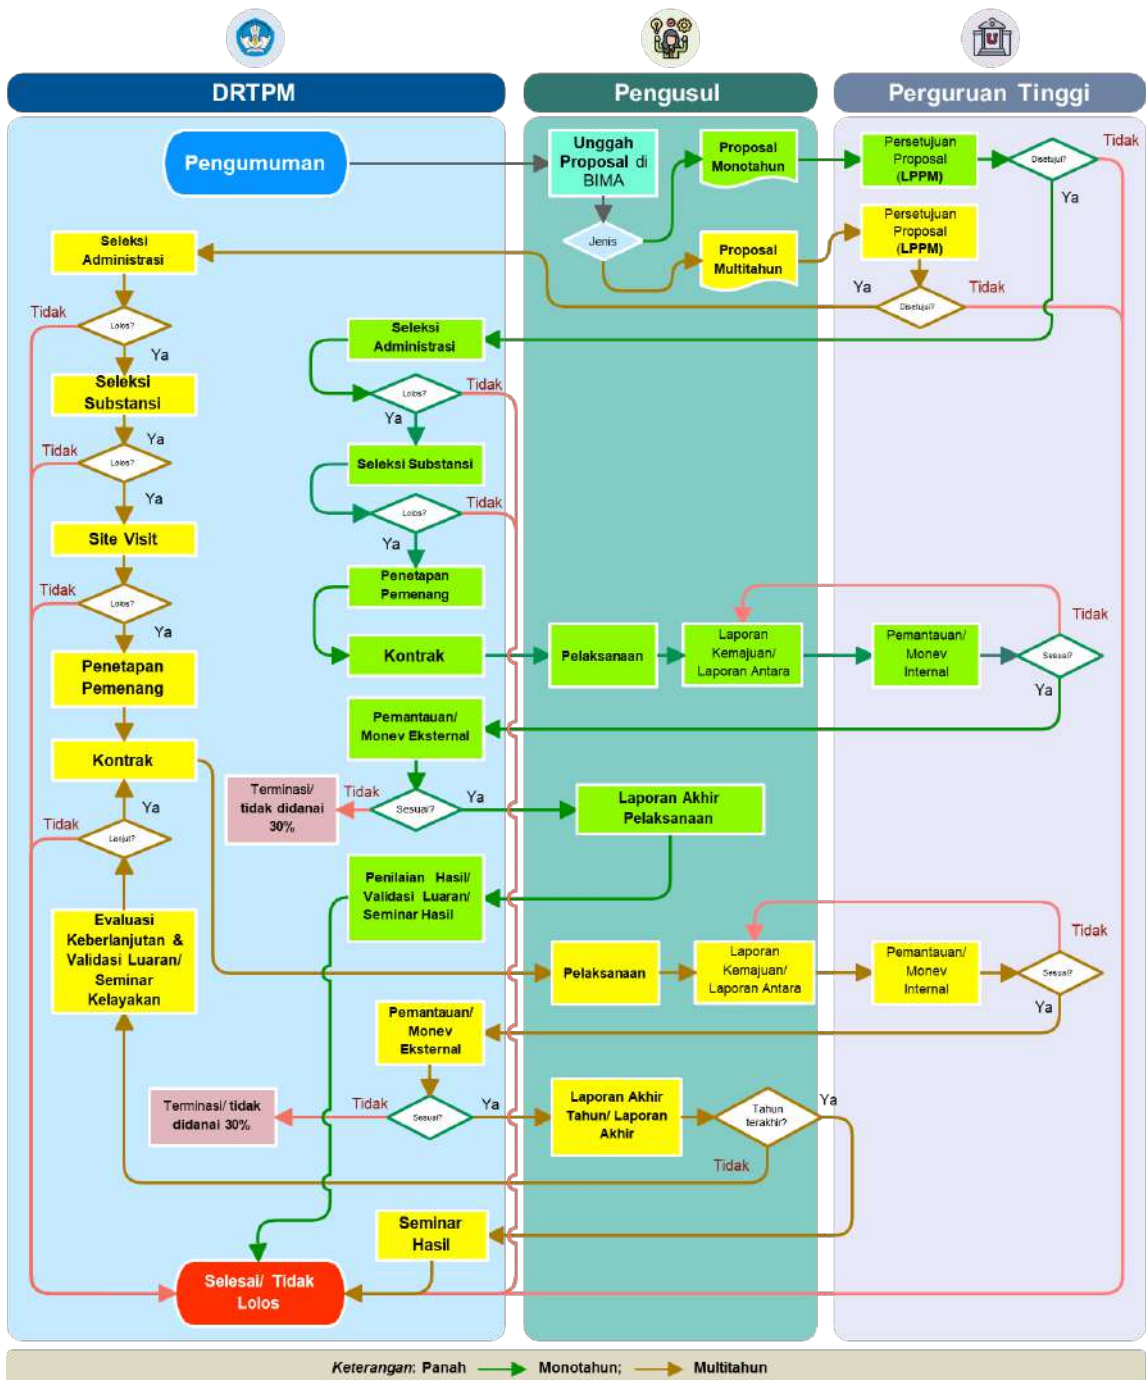 DRTPM
Pengusul
Perguruan Tinggi
Pengumuman
Unggah
Proposal di
BIMA
Proposal
Monotahun
Persetujuan
Proposal
(LPPM)
Disetujui?
Tidak
Ya
Jenis
Proposal
Multitahun
Persetujuan
Proposal
(LPPM)
Ya
Disetujui?
Tidak
Seleksi
Administrasi
Tidak
Lolos?
Ya
Seleksi
Substansi
Ya
Tidak
Lolos?
Ya
Site Visit
Tidak
Lolos?
Ya
Penetapan
Pemenang
Kontrak
Ya
Tidak
Lanjut?
Evaluasi
Keberlanjutan &
Validasi Luaran/
Seminar
Kelayakan
Seleksi
Administrasi
Lolos?
Tidak
Ya
Seleksi Substansi
Lolos?
Tidak
Ya
Penetapan
Pemenang
Kontrak
Pelaksanaan
Laporan
Kemajuan/
Laporan Antara
Pemantauan/
Monev
Internal
Sesuai?
Tidak
Ya
Pemantauan/
Monev Eksternal
Terminasi/
tidak didanai
30%
Tidak
Sesuai?
Ya
Laporan Akhir
Pelaksanaan
Penilaian Hasil/
Validasi Luaran/
Seminar Hasil
Pelaksanaan
Laporan
Kemajuan/
Laporan Antara
Pemantauan/
Monev
Internal
Sesuai?
Tidak
Ya
Pemantauan/
Monev
Eksternal
Terminasi/ tidak
didanai 30%
Tidak
Sesuai?
Ya
Laporan Akhir
Tahun/ Laporan
Akhir
Tahun
terakhir?
Ya
Tidak
Seminar
Hasil
Selesai/ Tidak
Lolos
Keterangan: Panah Monotahun; Multitahun